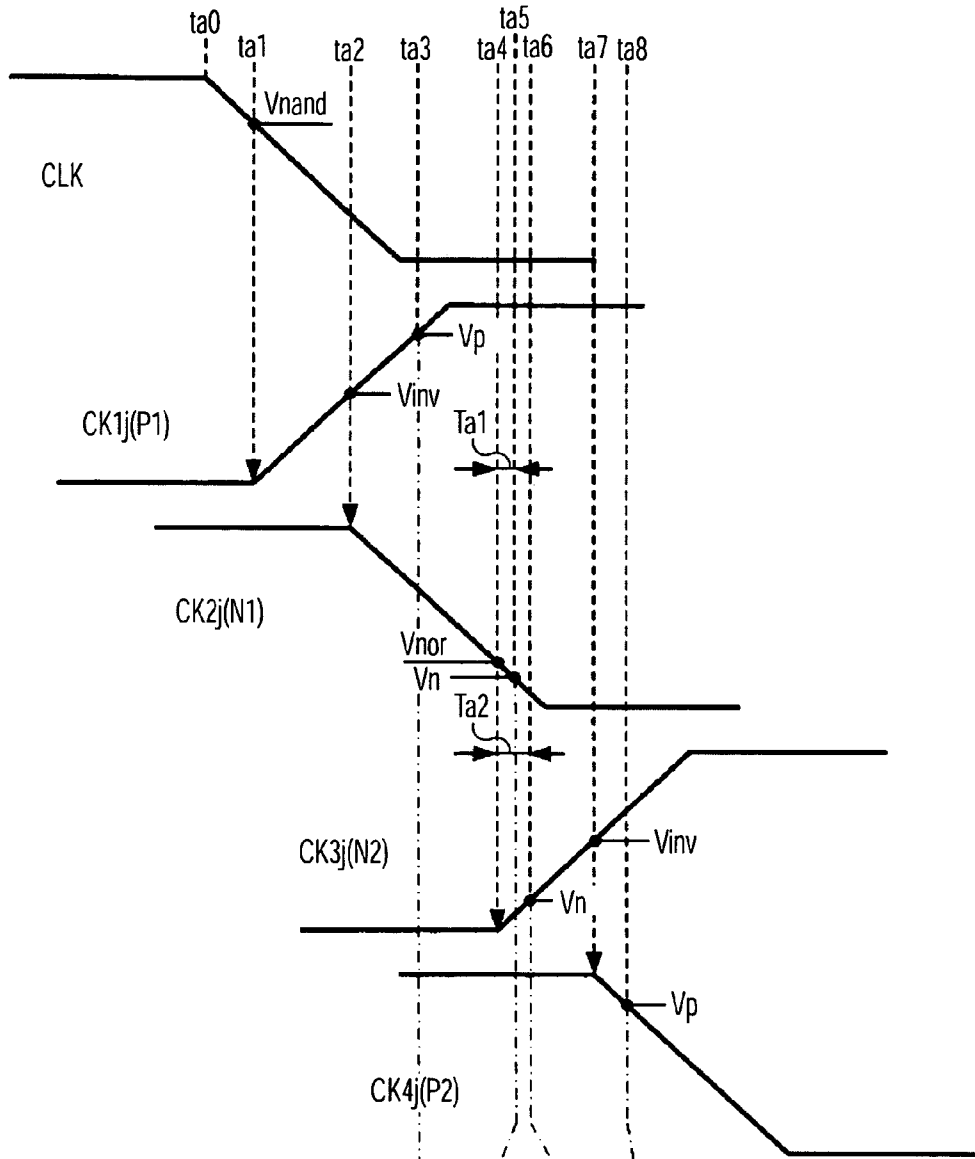 ta0
ta1
ta2
ta3
ta4
ta5
ta6
ta7
ta8
Vnand
CLK
Vp
Vinv
CK1j(P1)
Ta1
CK2j(N1)
Vnor
Vn
Ta2
CK3j(N2)
Vinv
Vn
Vp
CK4j(P2)